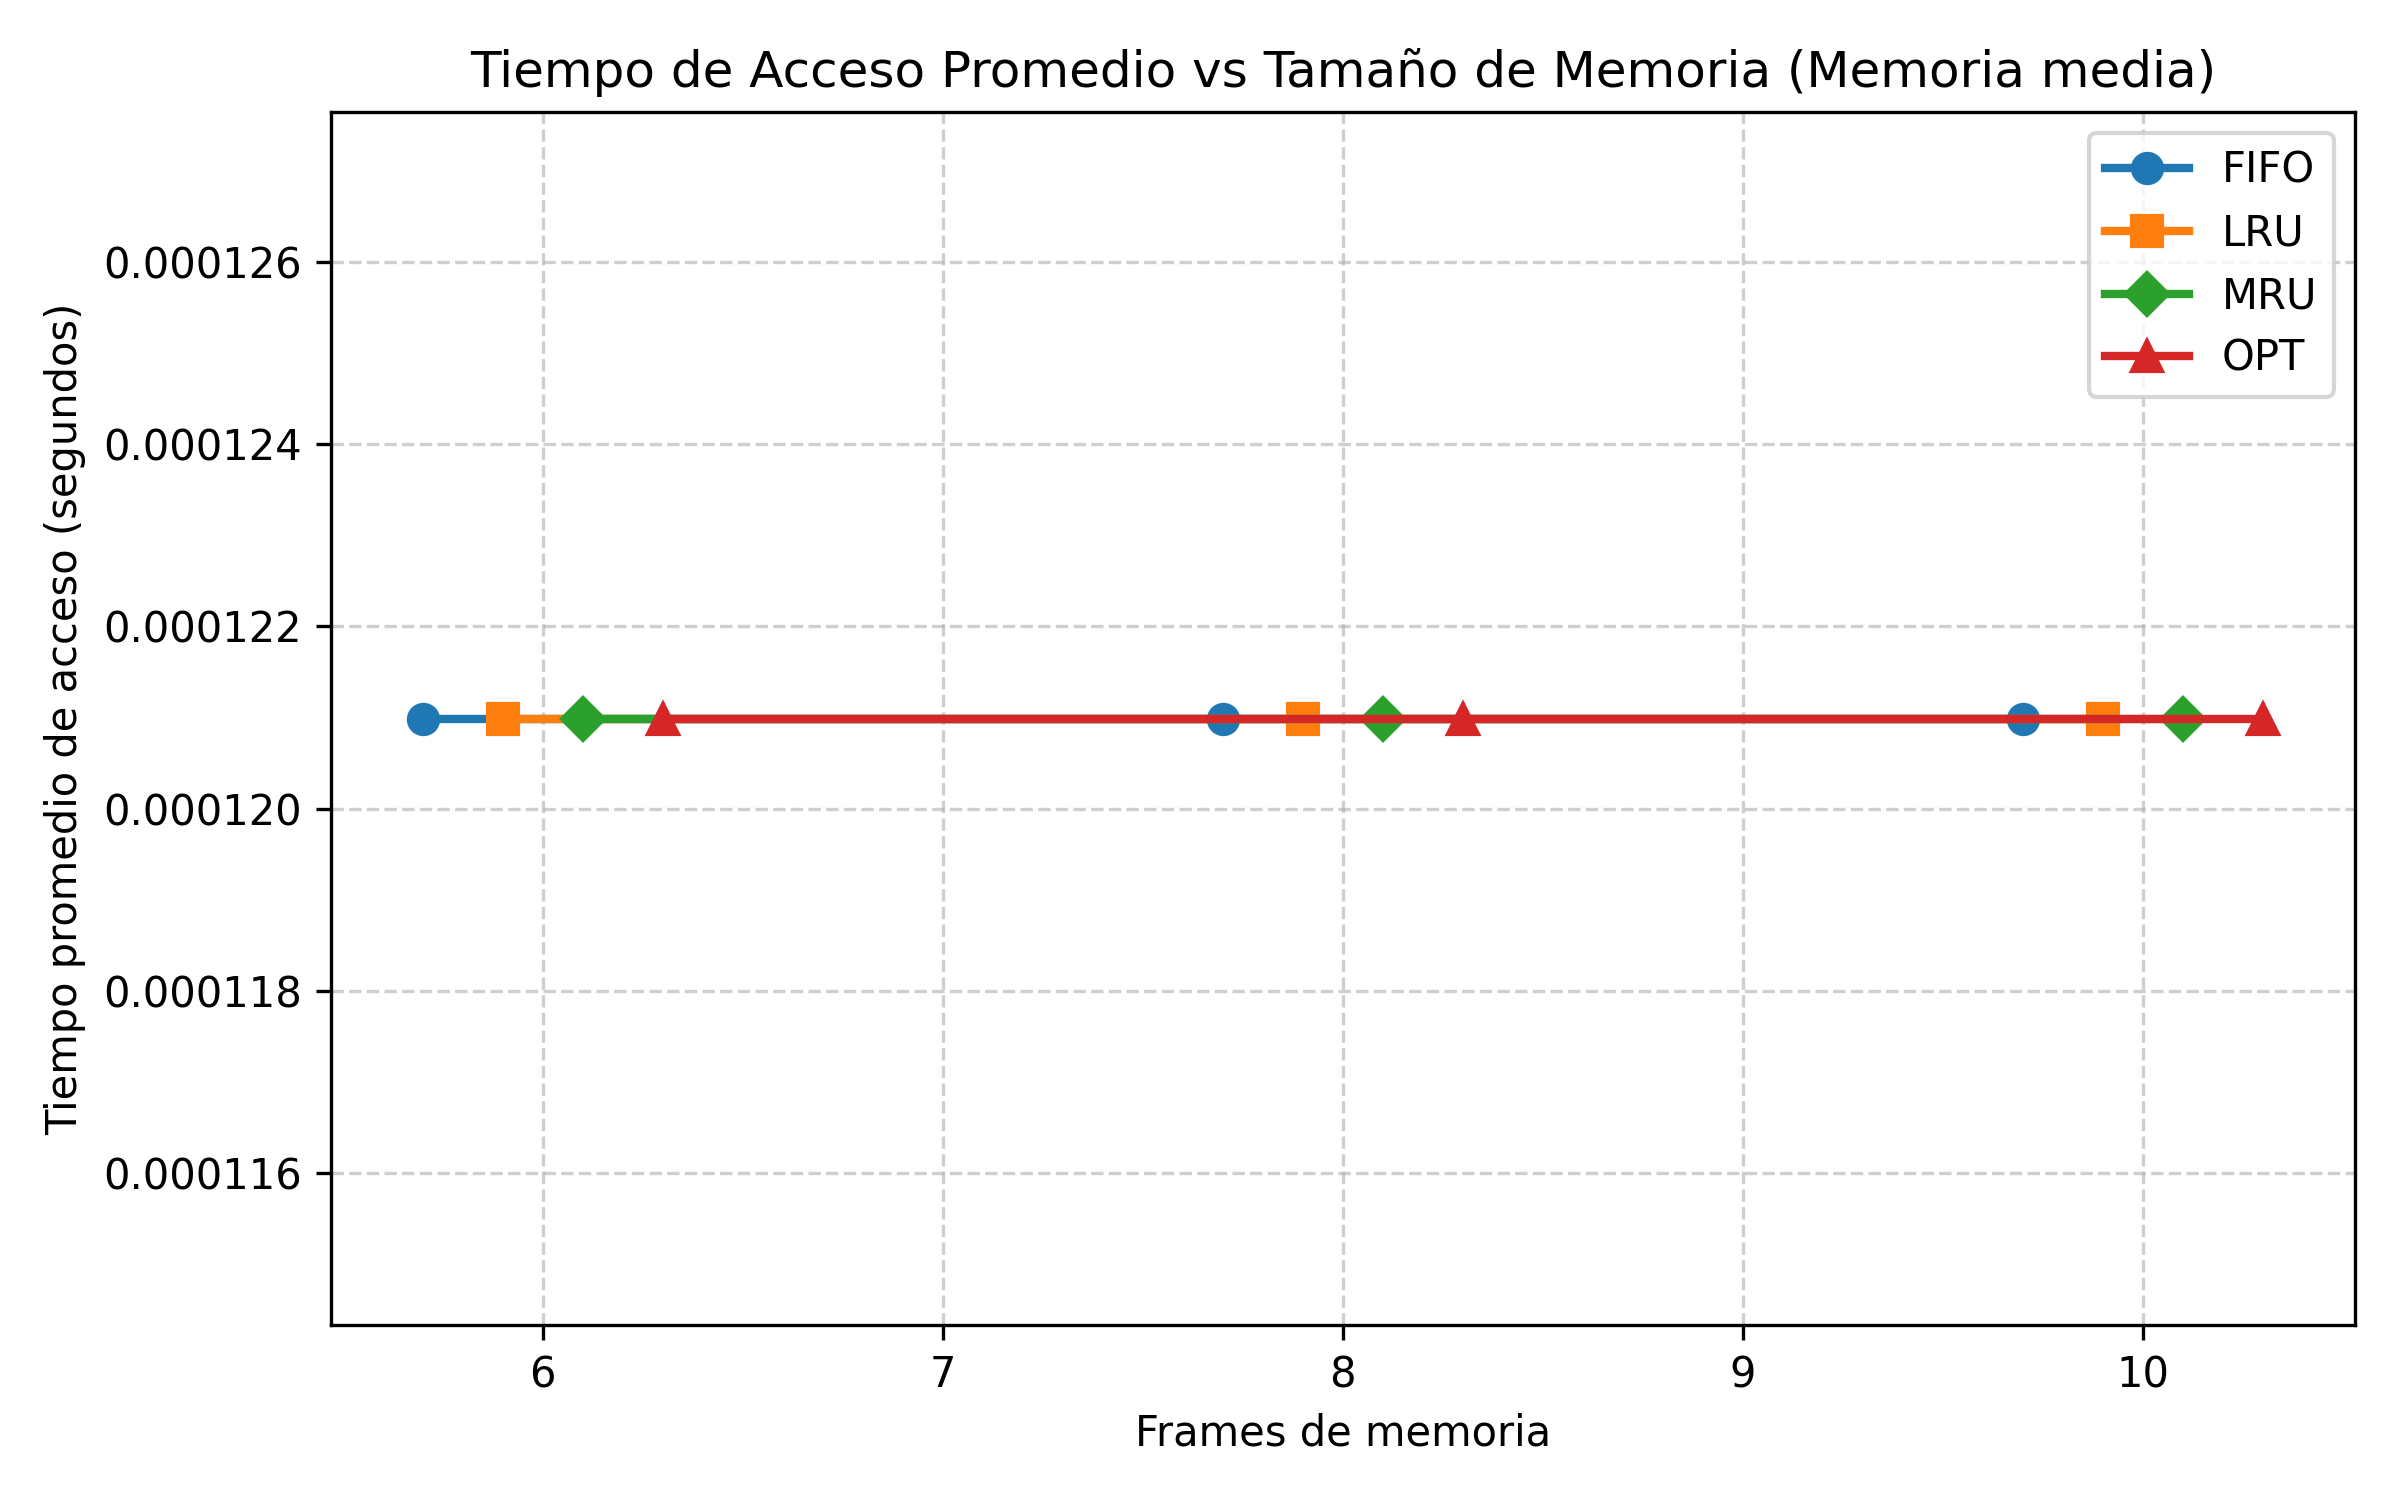 Tiempo de Acceso Promedio vs Tamaño de Memoria (Memoria media)
FIFO
LRU
MRU
OPT
Tiempo promedio de acceso (segundos)
0.000126
0.000124
0.000122
0.000120
0.000118
0.000116
6 7 8 9 10
Frames de memoria